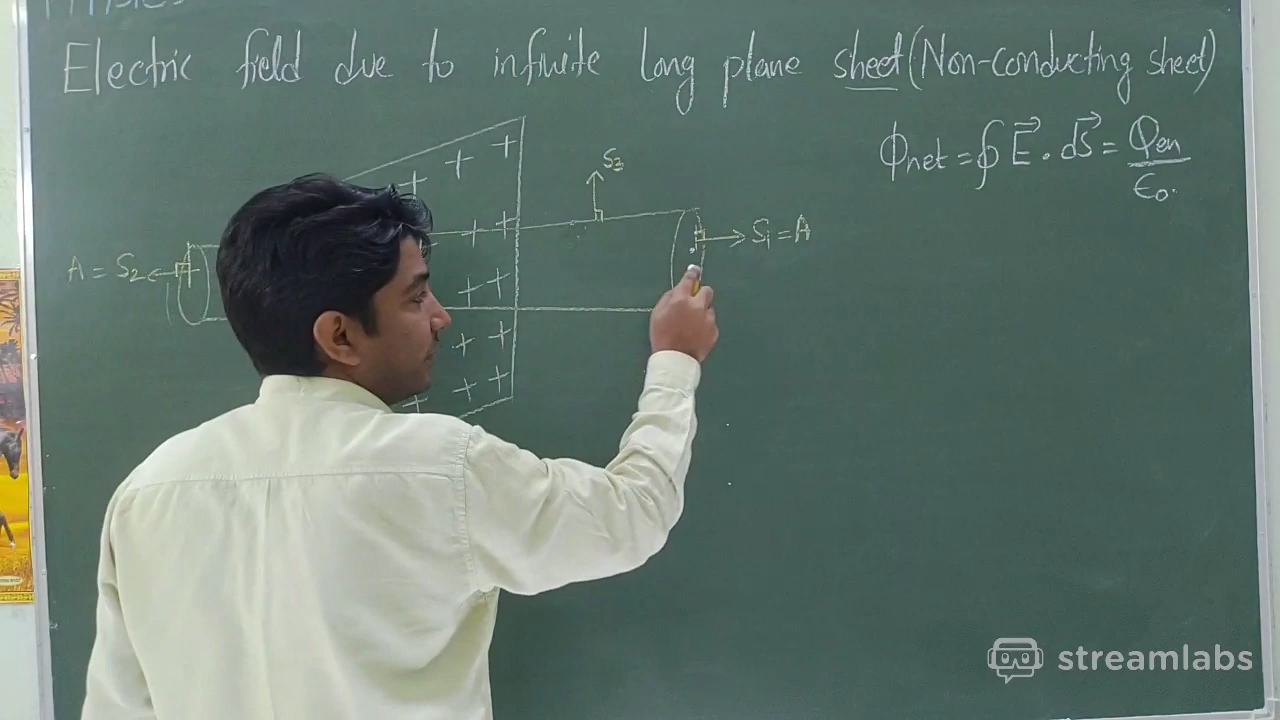 Electric field due to infinite long plane sheet (Non-conducting sheet)
ϕnet = ∮ E⃗ . ds⃗ = Qen / ϵ0.
S3
S1 = A
A = S2
streamlabs